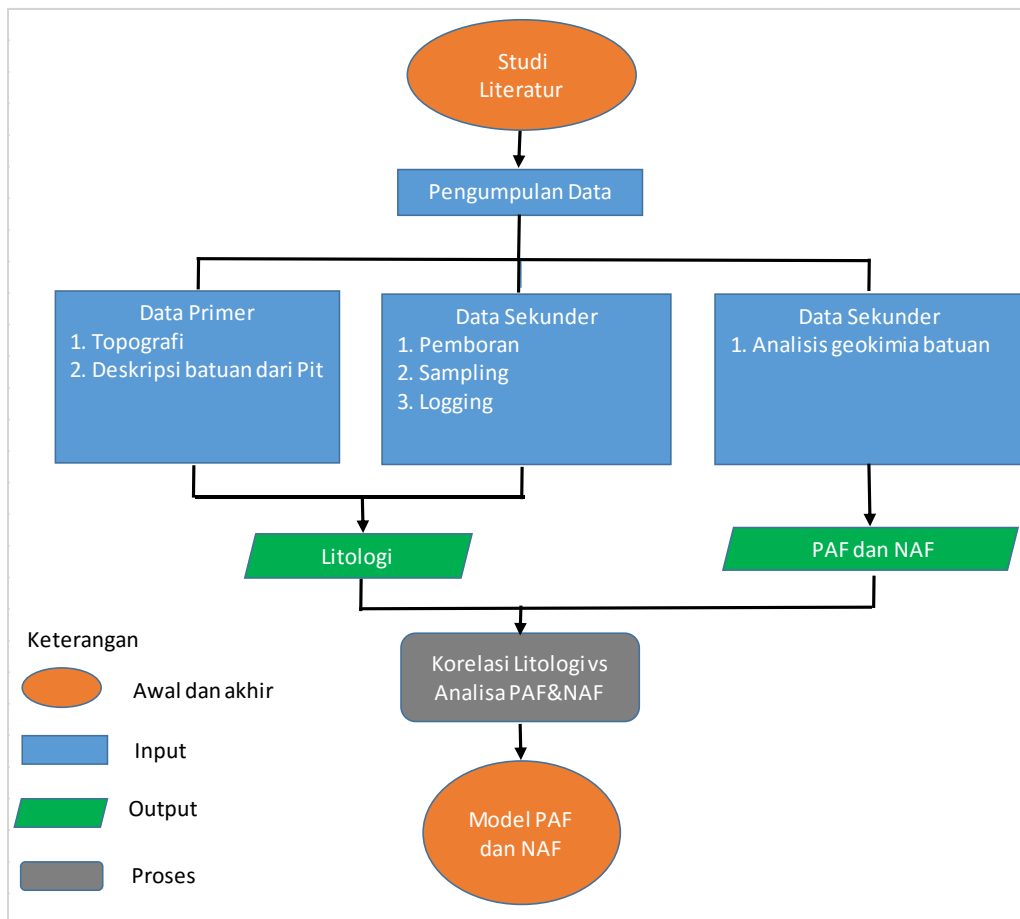 Studi
Literatur
Pengumpulan Data
Data Primer
1. Topografi
2. Deskripsi batuan dari Pit
Data Sekunder
1. Pemboran
2. Sampling
3. Logging
Data Sekunder
1. Analisis geokimia batuan
Litologi
PAF dan NAF
Korelasi Litologi vs
Analisa PAF&NAF
Model PAF
dan NAF
Keterangan
Awal dan akhir
Input
Output
Proses